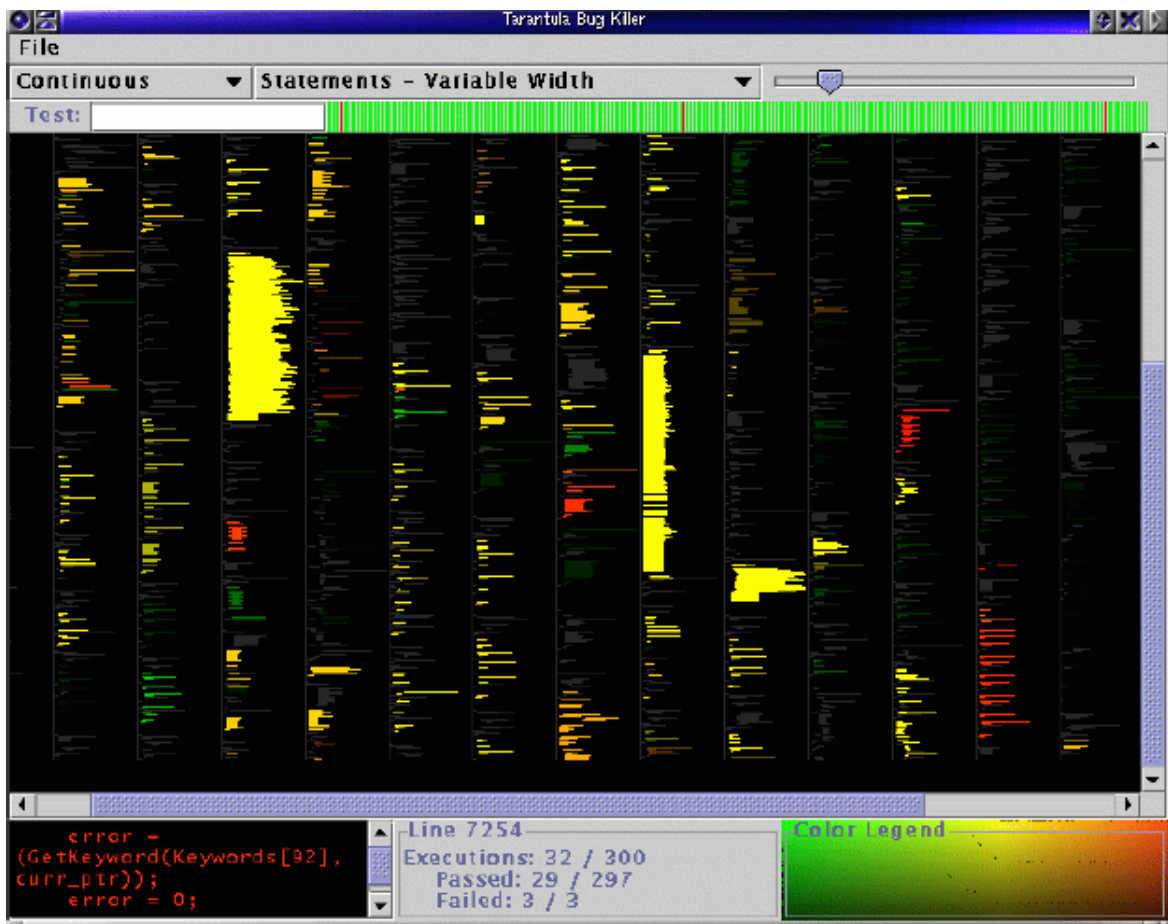 Tarantula Bug Killer
File
Continuous
Statements - Variable Width
Test:
error =
(GetKeyword(Keywords[92],
curr_ptr));
error = 0;
Line 7254
Executions: 32 / 300
Passed: 29 / 297
Failed: 3 / 3
Color Legend